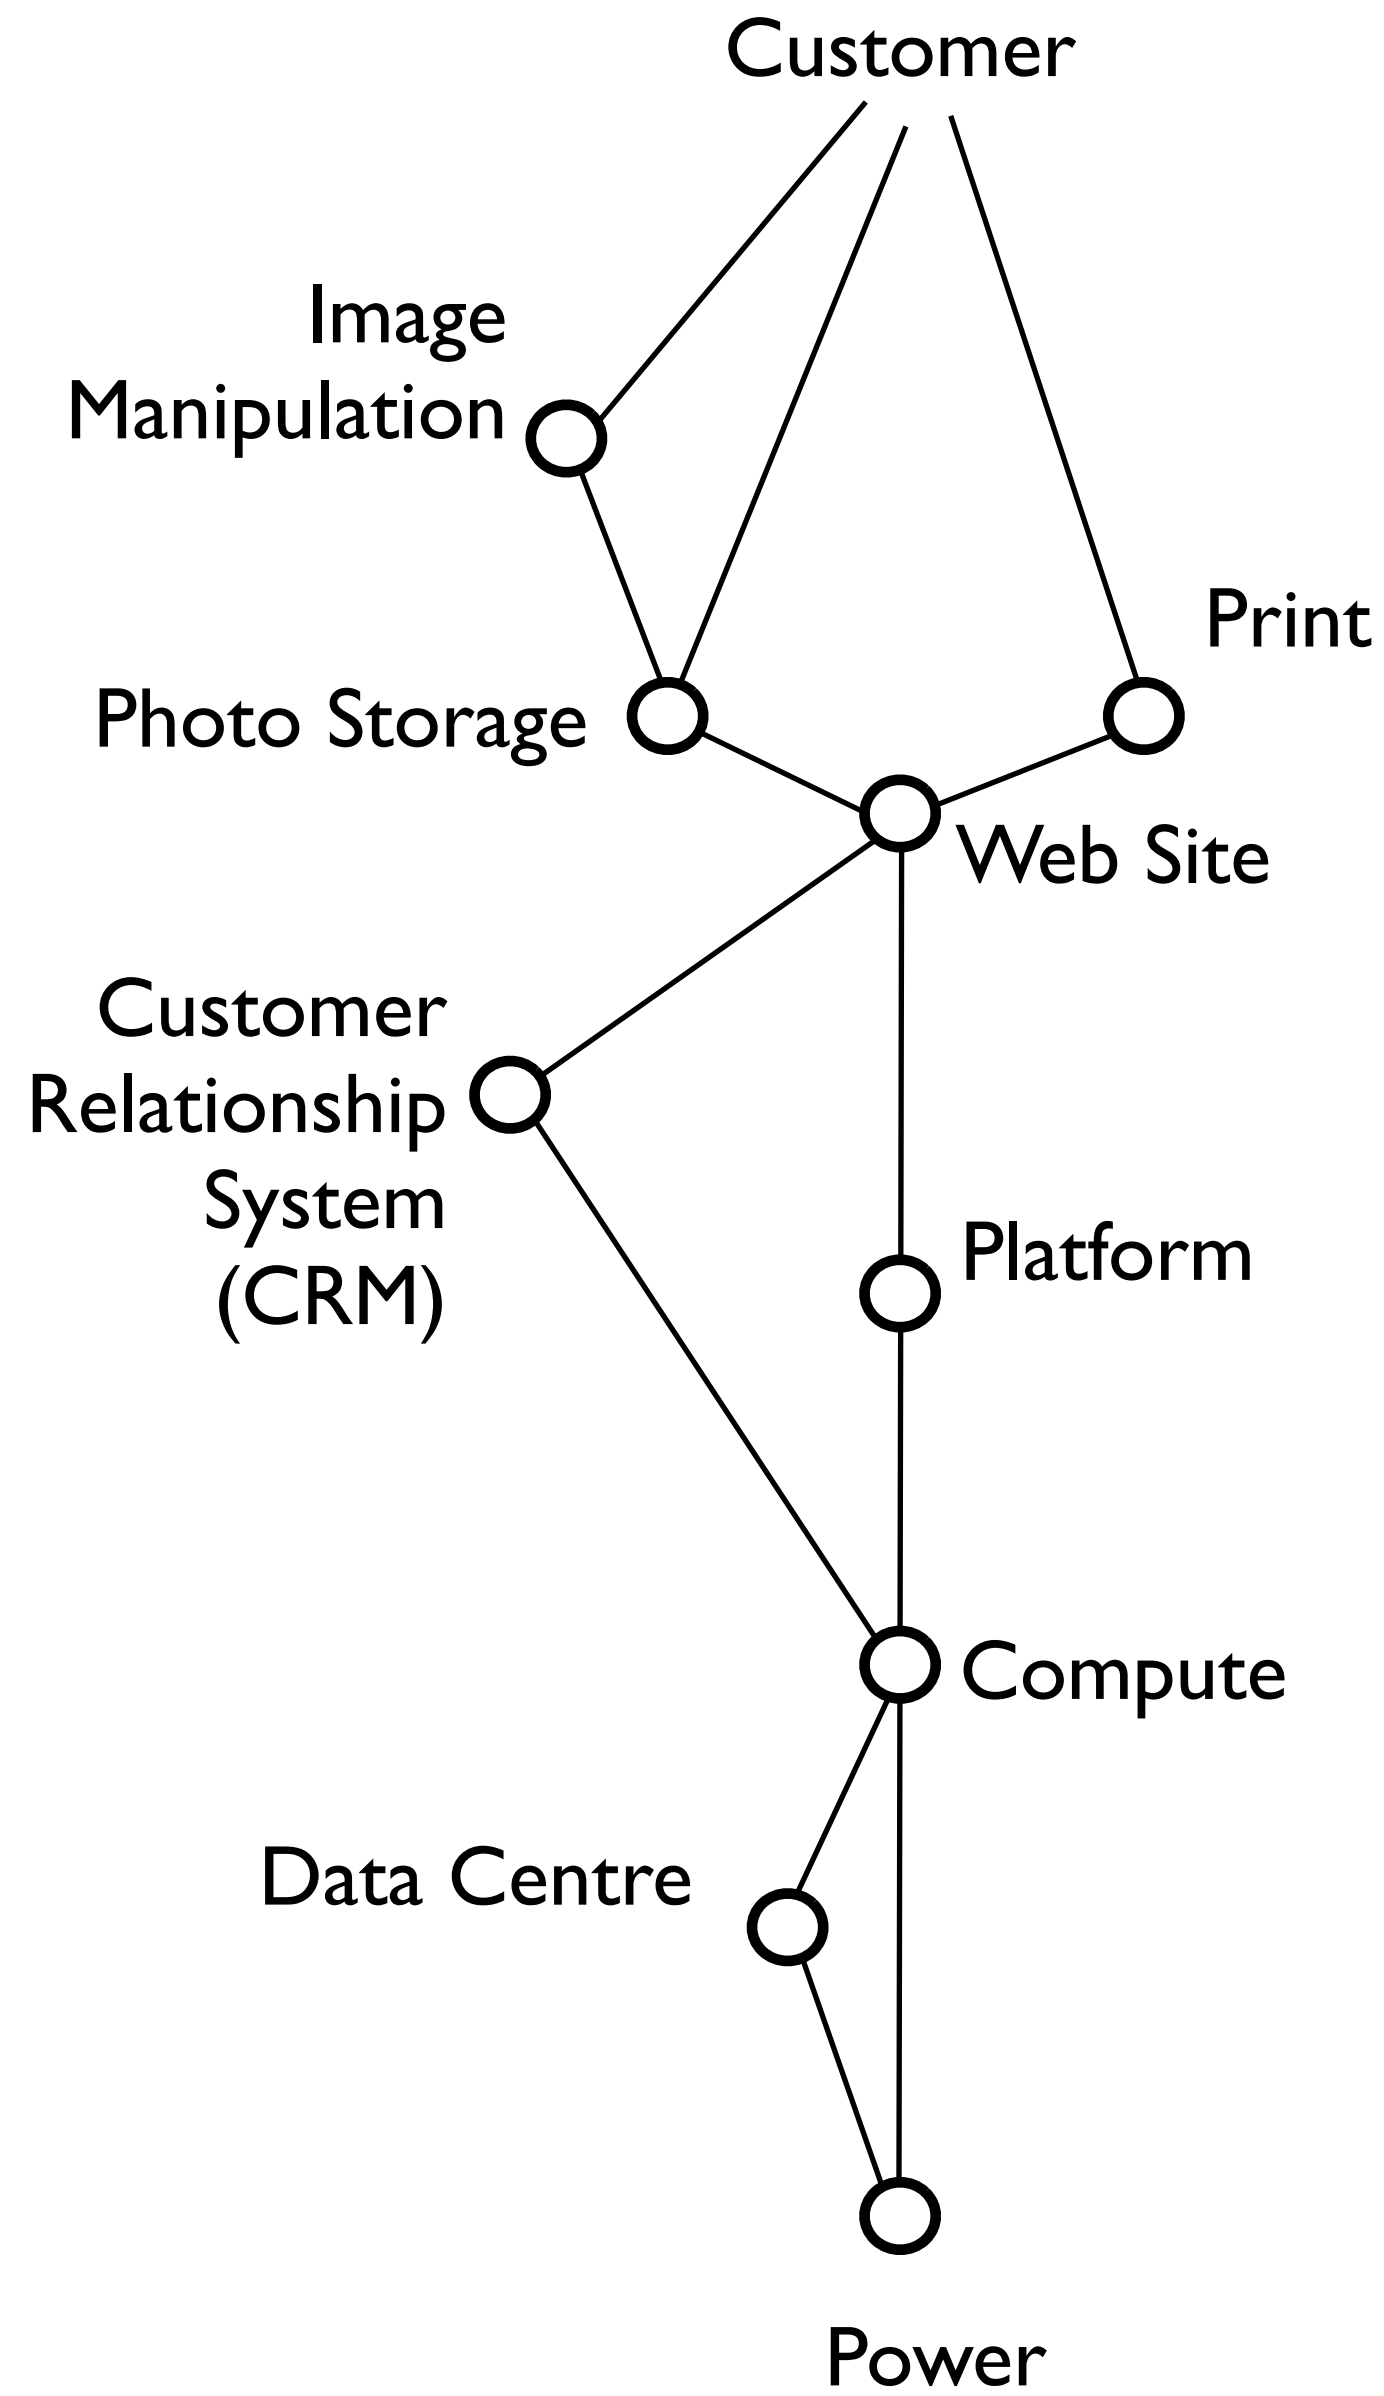 Customer
Image
Manipulation
Print
Photo Storage
Web Site
Customer
Relationship
System
(CRM)
Platform
Compute
Data Centre
Power